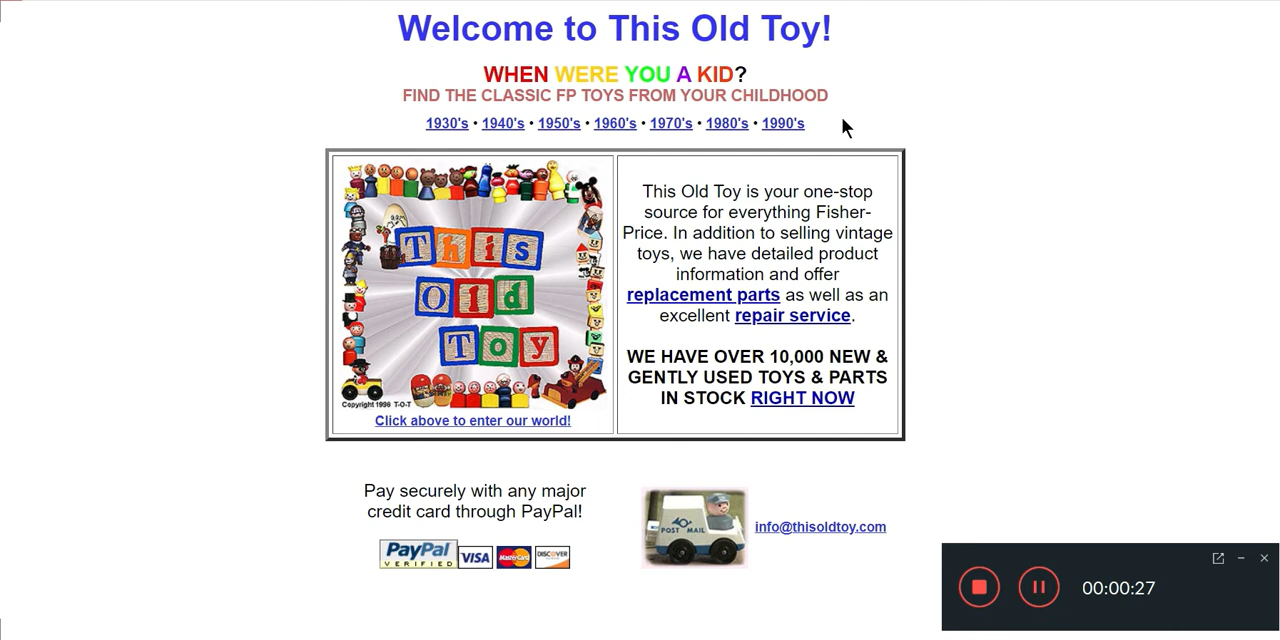 Welcome to This Old Toy!
WHEN WERE YOU A KID?
FIND THE CLASSIC FP TOYS FROM YOUR CHILDHOOD
1930's • 1940's • 1950's • 1960's • 1970's • 1980's • 1990's
This
Old
Toy
Copyright 1998 T-O-T
Click above to enter our world!
This Old Toy is your one-stop
source for everything Fisher-
Price. In addition to selling vintage
toys, we have detailed product
information and offer
replacement parts as well as an
excellent repair service.
WE HAVE OVER 10,000 NEW &
GENTLY USED TOYS & PARTS
IN STOCK RIGHT NOW
Pay securely with any major
credit card through PayPal!
PayPal
VERIFIED
VISA
MasterCard
DISCOVER
POST MAIL
info@thisoldtoy.com
00:00:27